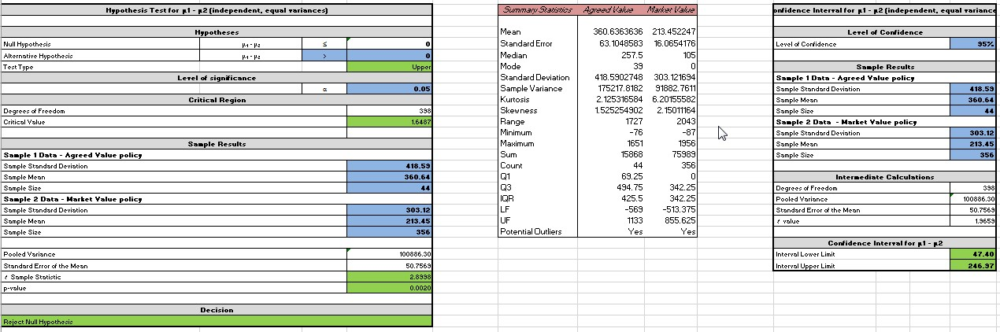 Hypothesis Test for μ1 - μ2 (independent, equal variances)
Hypotheses
Null Hypothesis μ₁ - μ₂ ≤ 0
Alternative Hypothesis μ₁ - μ₂ > 0
Test Type Upper
Level of significance
α 0.05
Critical Region
Degrees of Freedom 398
Critical Value 1.6487
Sample Results
Sample 1 Data - Agreed Value policy
Sample Standard Deviation 418.59
Sample Mean 360.64
Sample Size 44
Sample 2 Data - Market Value policy
Sample Standard Deviation 303.12
Sample Mean 213.45
Sample Size 356
Pooled Variance 100886.30
Standard Error of the Mean 50.7569
t Sample Statistic 2.8998
p-value 0.0020
Decision
Reject Null Hypothesis
Summary Statistics Agreed Value Market Value
Mean 360.6363636 213.452247
Standard Error 63.1048583 16.0654176
Median 257.5 105
Mode 39 0
Standard Deviation 418.5902748 303.121694
Sample Variance 175217.8182 91882.7611
Kurtosis 2.125316584 6.20155582
Skewness 1.525254902 2.15011164
Range 1727 2043
Minimum -76 -87
Maximum 1651 1956
Sum 15868 75989
Count 44 356
Q1 69.25 0
Q3 494.75 342.25
IQR 425.5 342.25
LF -569 -513.375
UF 1133 855.625
Potential Outliers Yes Yes
onfidence Interval for μ1 - μ2 (independent, equal variance
Level of Confidence
Level of Confidence 95%
Sample Results
Sample 1 Data - Agreed Value policy
Sample Standard Deviation 418.59
Sample Mean 360.64
Sample Size 44
Sample 2 Data - Market Value policy
Sample Standard Deviation 303.12
Sample Mean 213.45
Sample Size 356
Intermediate Calculations
Degrees of Freedom 398
Pooled Variance 100886.30
Standard Error of the Mean 50.7569
t value 1.9659
Confidence Interval for μ1 - μ2
Interval Lower Limit 47.40
Interval Upper Limit 246.97